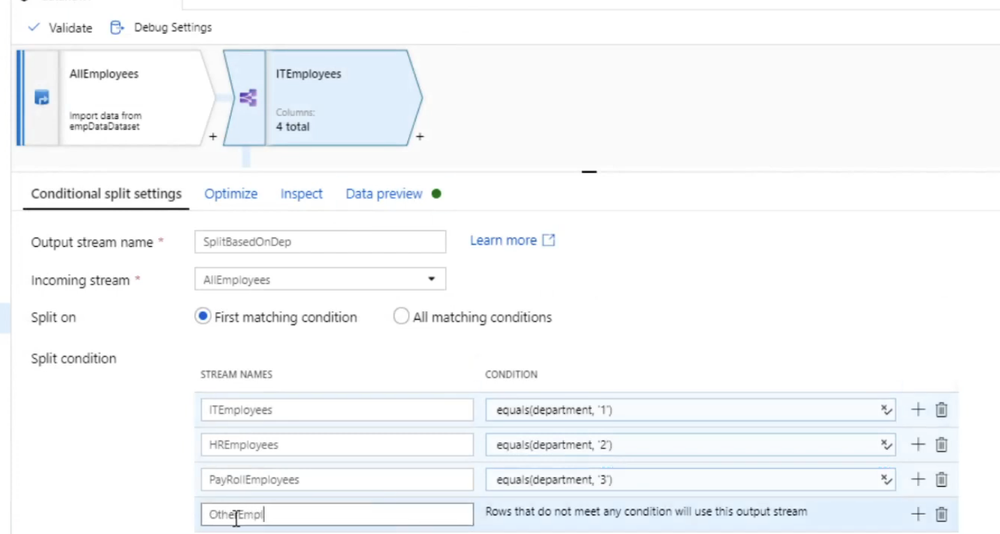 Validate Debug Settings
AllEmployees
Import data from
empDataDataset
+
ITEmployees
Columns:
4 total
+
Conditional split settings Optimize Inspect Data preview
Output stream name * SplitBasedOnDep Learn more
Incoming stream * AllEmployees
Split on First matching condition All matching conditions
Split condition
STREAM NAMES CONDITION
ITEmployees equals(department, '1')
HREmployees equals(department, '2')
PayRollEmployees equals(department, '3')
OtherEmpl Rows that do not meet any condition will use this output stream